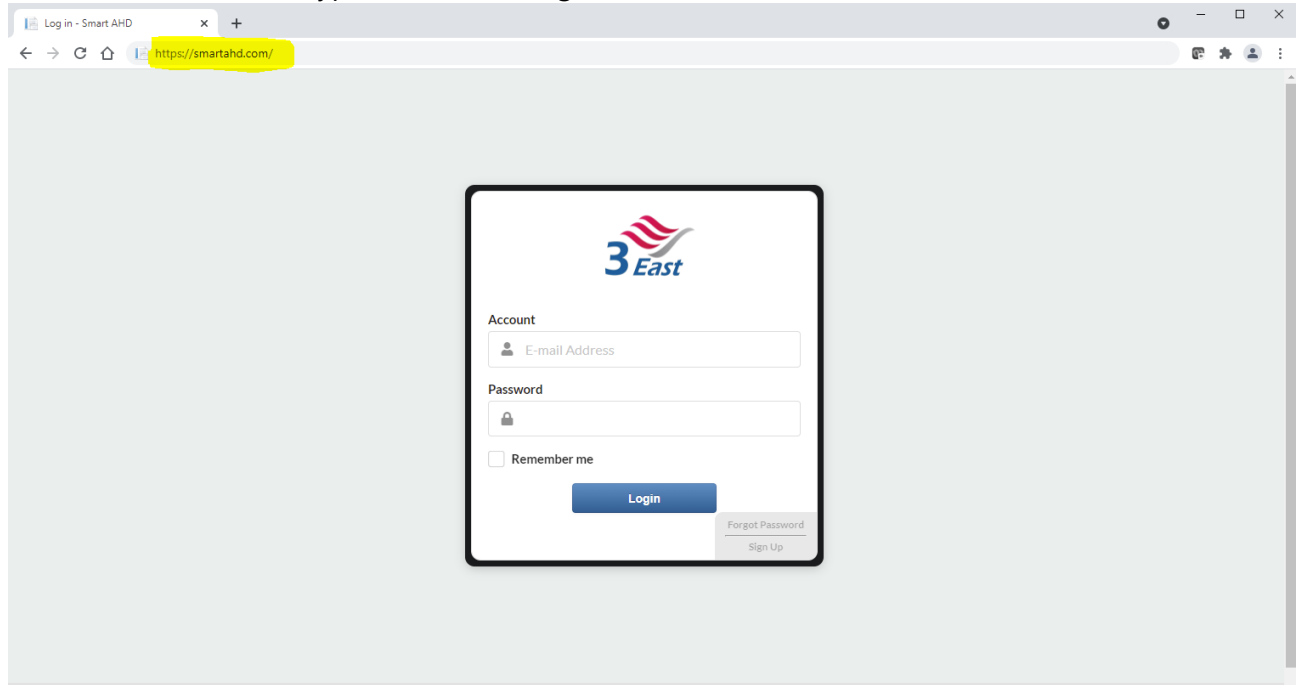 Log in - Smart AHD
https://smartahd.com/
3 East
Account
E-mail Address
Password
Remember me
Login
Forgot Password
Sign Up